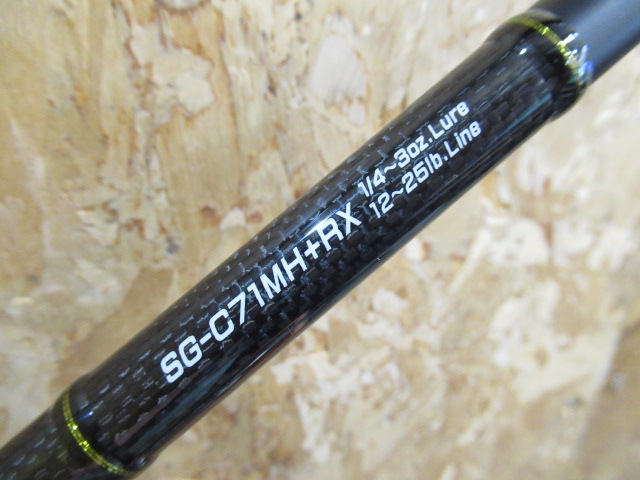 SG-C71MH+RX
1/4~3oz.Lure
12~25lb.Line